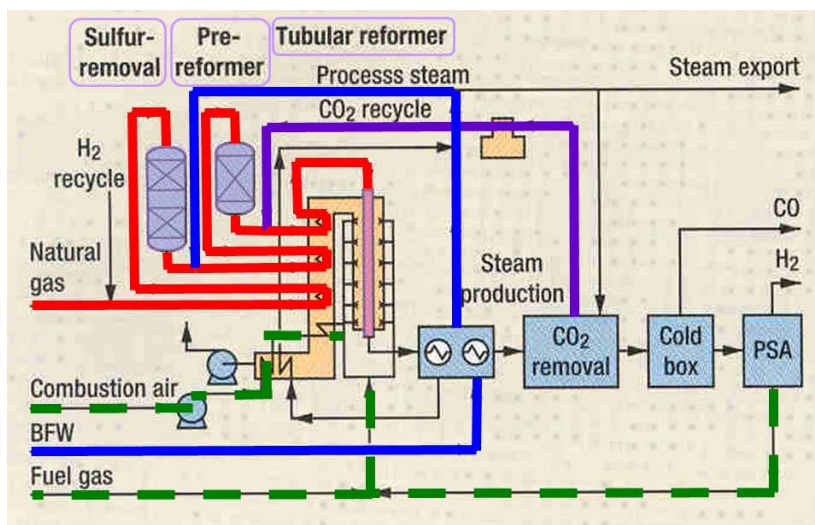 Sulfur-
removal
Pre-
reformer
Tubular reformer
Processs steam
Steam export
CO2 recycle
H2
recycle
CO
H2
Natural
gas
Steam
production
CO2
removal
Cold
box
PSA
Combustion air
BFW
Fuel gas